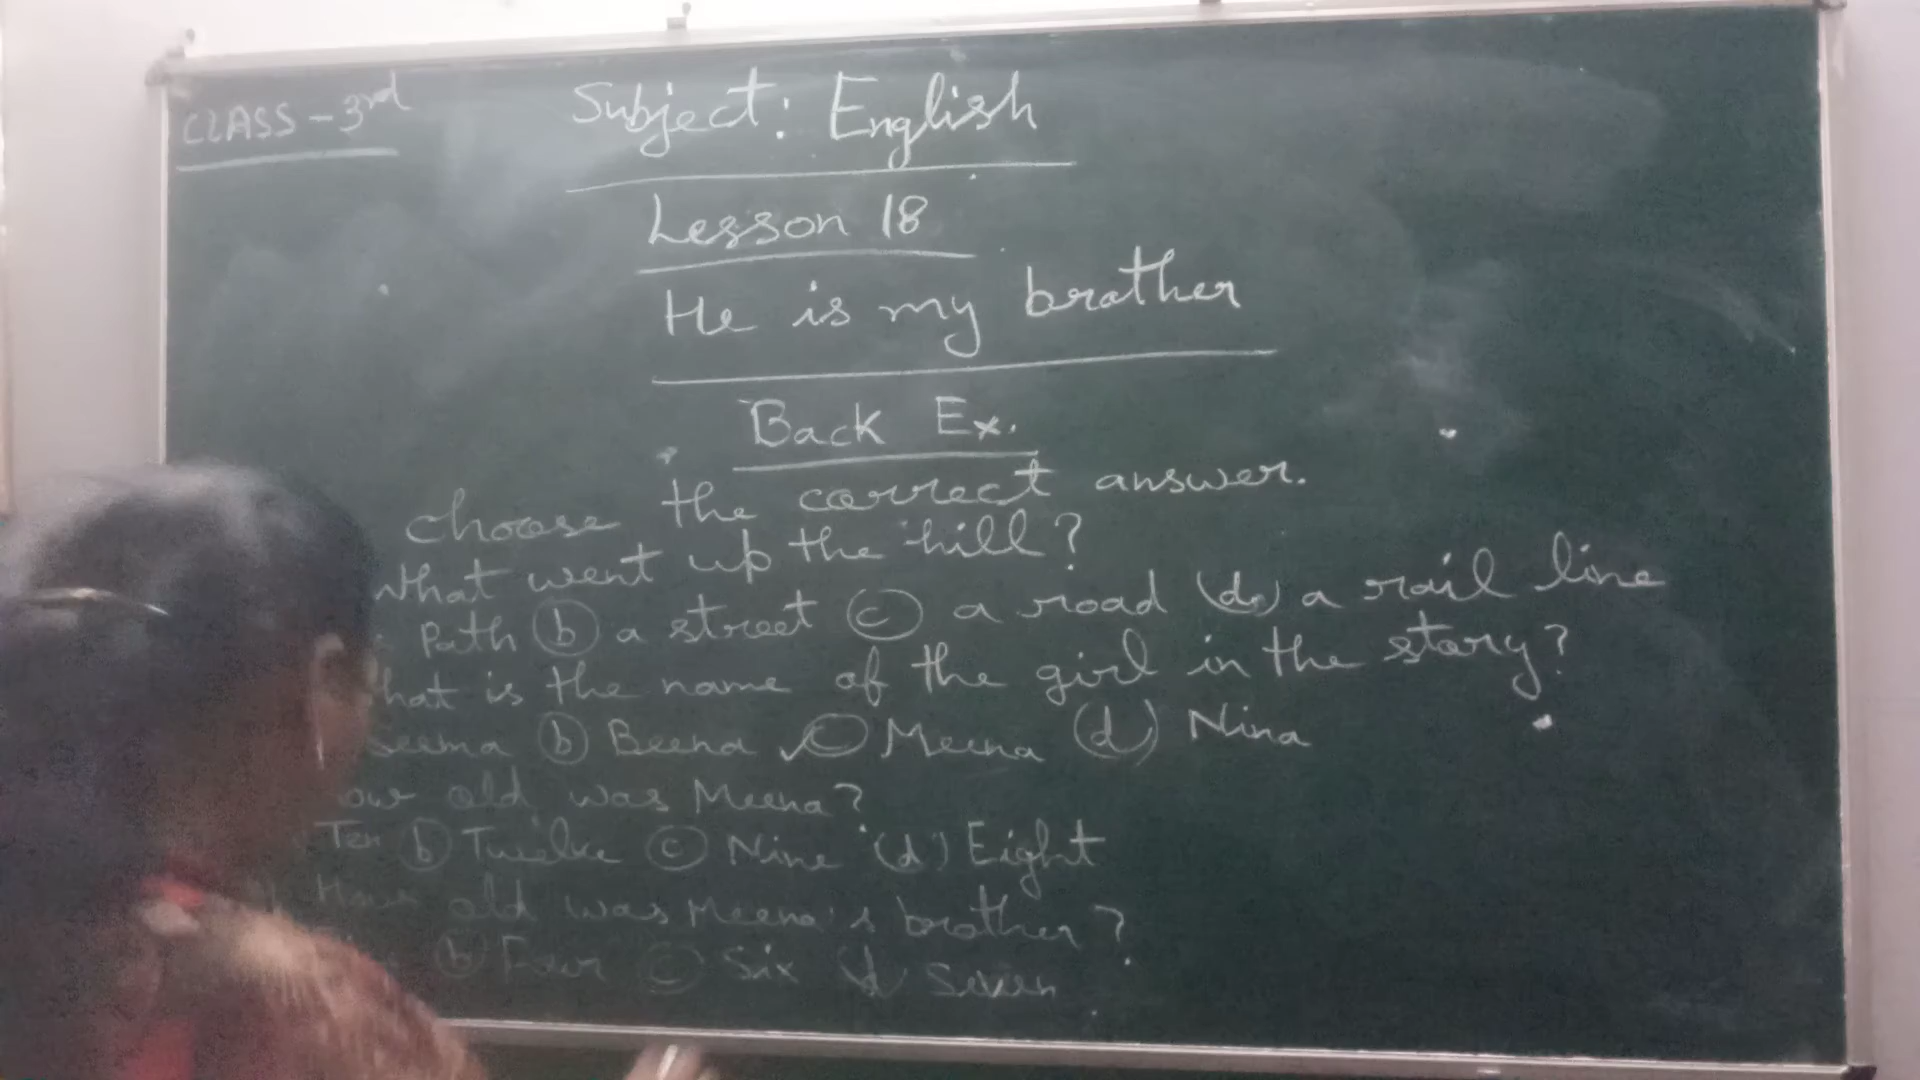 CLASS - 3rd
Subject: English
Lesson 18
He is my brother
Back Ex.
choose the correct answer.
What went up the hill?
Path (b) a street (c) a road (d) a rail line
hat is the name of the girl in the story?
Seema (b) Beena ✓(c) Meena (d) Nina
ow old was Meena?
Ten (b) Twelve (c) Nine (d) Eight
How old was Meena's brother?
(b) Four (c) Six (d) Seven